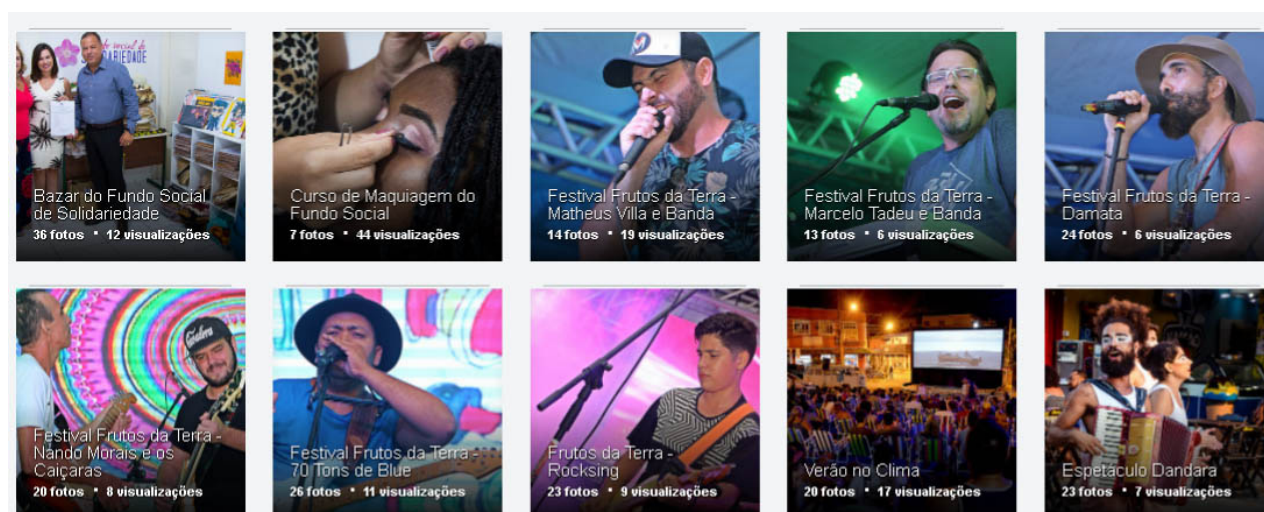 SOLIDARIEDADE
Bazar do Fundo Social
de Solidariedade
36 fotos · 12 visualizações
Curso de Maquiagem do
Fundo Social
7 fotos · 44 visualizações
Festival Frutos da Terra -
Matheus Villa e Banda
14 fotos · 19 visualizações
Festival Frutos da Terra -
Marcelo Tadeu e Banda
13 fotos · 6 visualizações
Festival Frutos da Terra -
Damata
24 fotos · 6 visualizações
Festival Frutos da Terra -
Nando Morais e os
Caiçaras
20 fotos · 8 visualizações
Festival Frutos da Terra -
70 Tons de Blue
26 fotos · 11 visualizações
Frutos da Terra -
Rocksing
23 fotos · 9 visualizações
Verão no Clima
20 fotos · 17 visualizações
Espetáculo Dandara
23 fotos · 7 visualizações